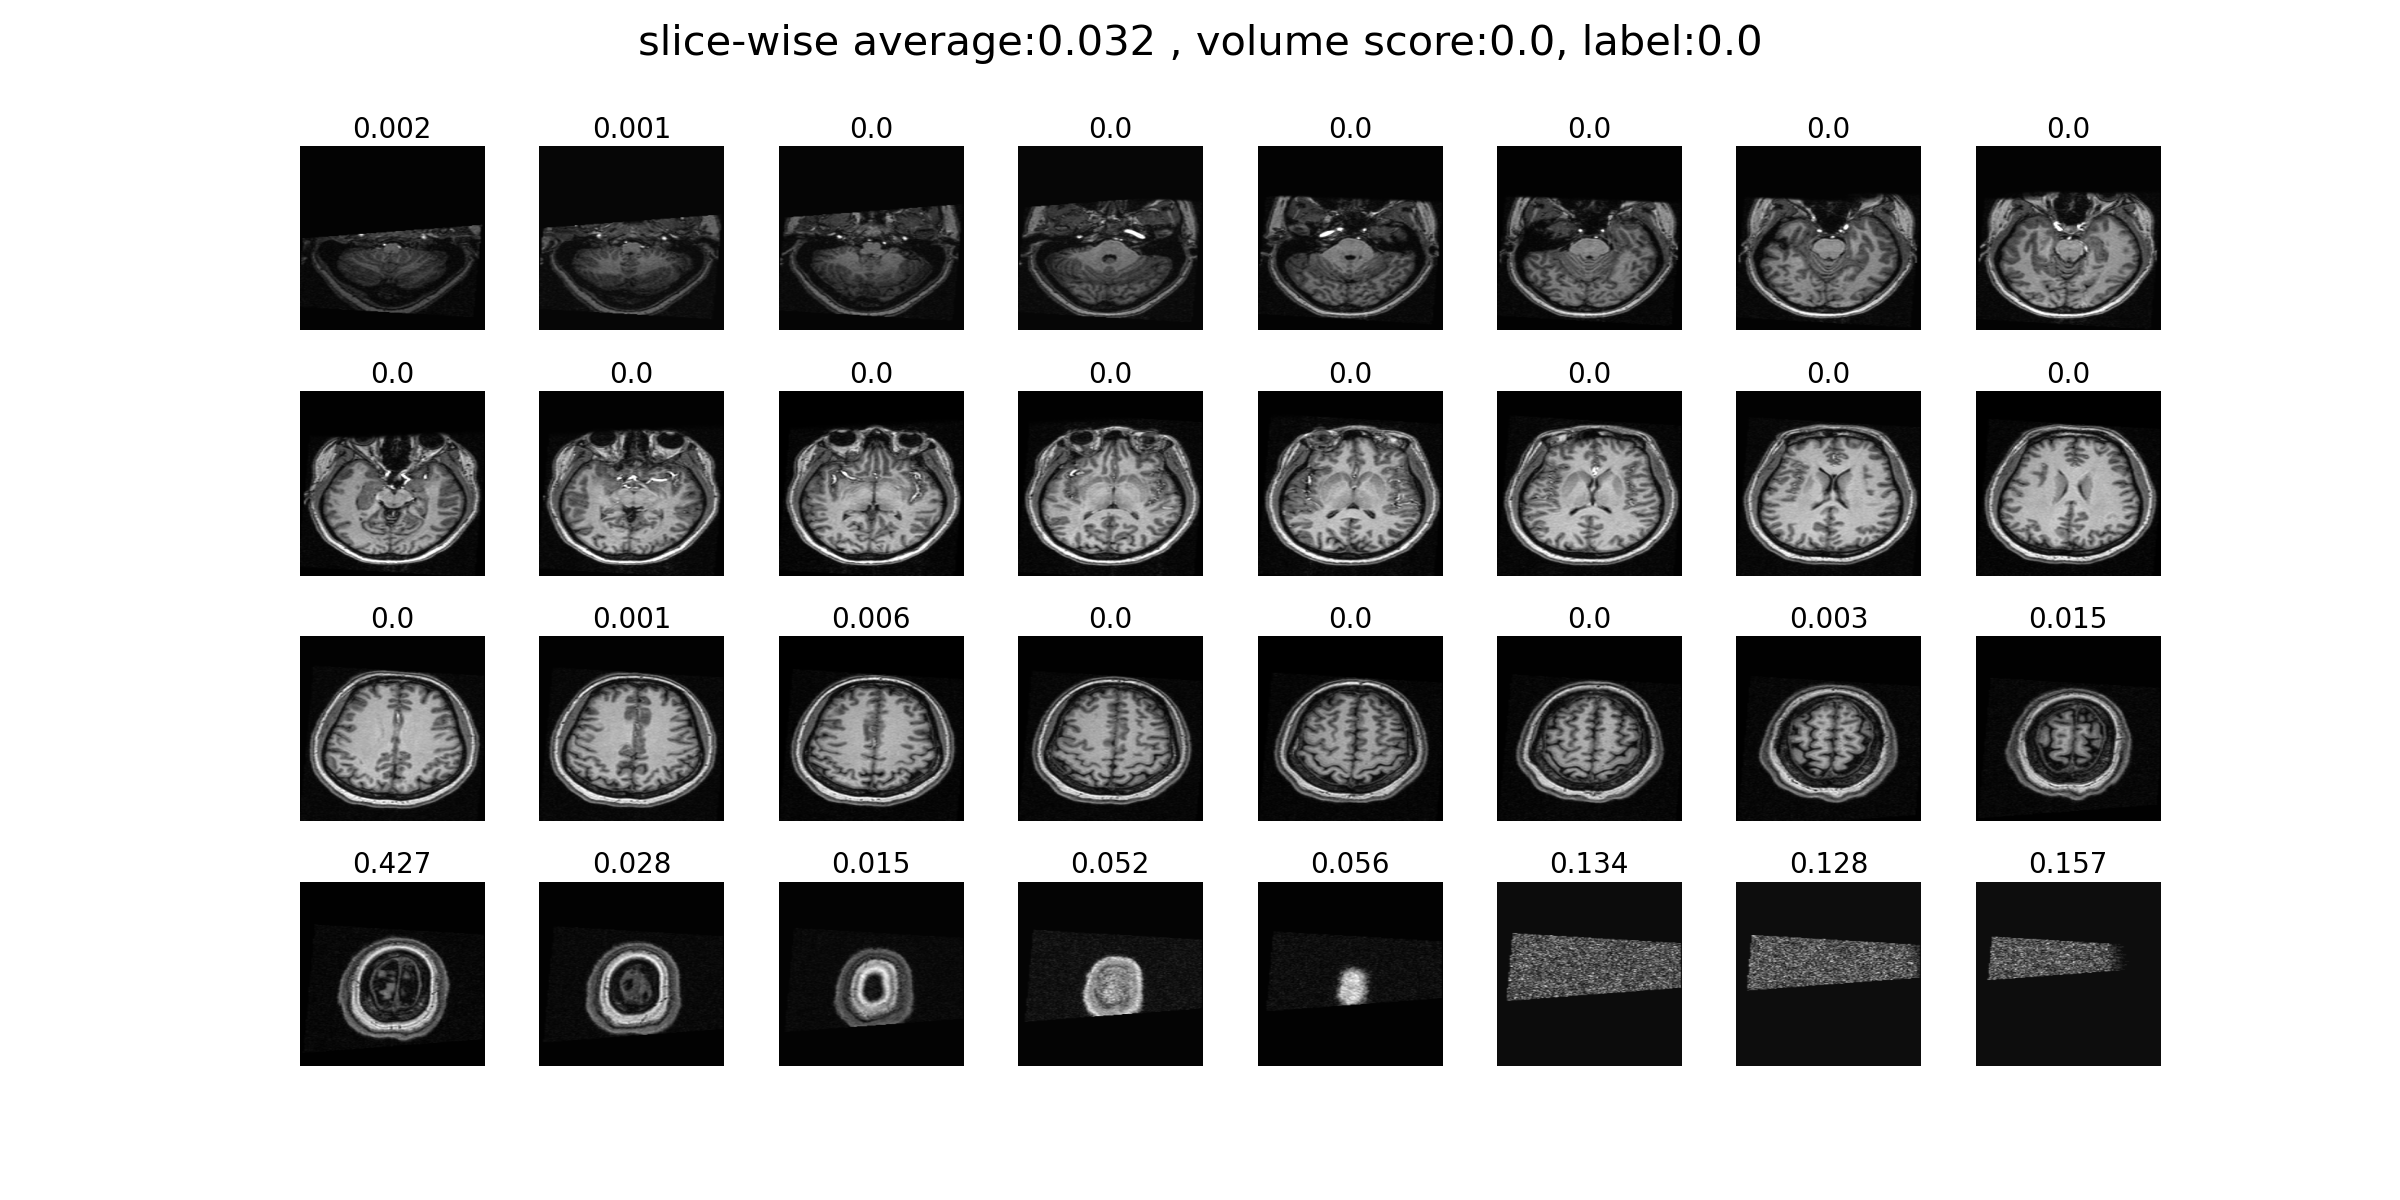 slice-wise average:0.032 , volume score:0.0, label:0.0
0.002 0.001 0.0 0.0 0.0 0.0 0.0 0.0
0.0 0.0 0.0 0.0 0.0 0.0 0.0 0.0
0.0 0.001 0.006 0.0 0.0 0.0 0.003 0.015
0.427 0.028 0.015 0.052 0.056 0.134 0.128 0.157